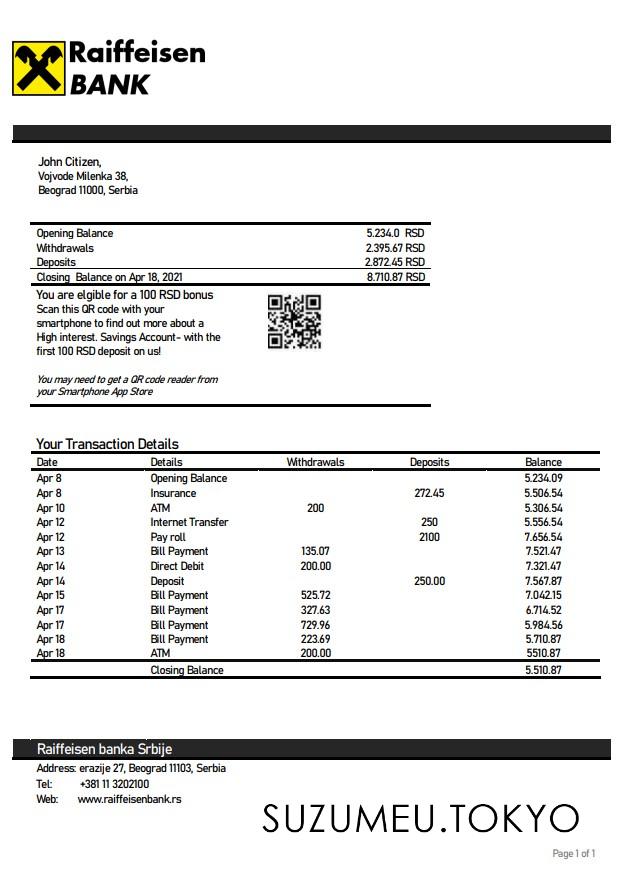 Raiffeisen
BANK
John Citizen,
Vojvode Milenka 38,
Beograd 11000, Serbia
Opening Balance 5.234.0 RSD
Withdrawals 2.395.67 RSD
Deposits 2.872.45 RSD
Closing Balance on Apr 18, 2021 8.710.87 RSD
You are elgible for a 100 RSD bonus
Scan this QR code with your
smartphone to find out more about a
High interest. Savings Account- with the
first 100 RSD deposit on us!
You may need to get a QR code reader from
your Smartphone App Store
Your Transaction Details
Date Details Withdrawals Deposits Balance
Apr 8 Opening Balance 5.234.09
Apr 8 Insurance 272.45 5.506.54
Apr 10 ATM 200 5.306.54
Apr 12 Internet Transfer 250 5.556.54
Apr 12 Pay roll 2100 7.656.54
Apr 13 Bill Payment 135.07 7.521.47
Apr 14 Direct Debit 200.00 7.321.47
Apr 14 Deposit 250.00 7.567.87
Apr 15 Bill Payment 525.72 7.042.15
Apr 17 Bill Payment 327.63 6.714.52
Apr 17 Bill Payment 729.96 5.984.56
Apr 18 Bill Payment 223.69 5.710.87
Apr 18 ATM 200.00 5510.87
Closing Balance 5.510.87
Raiffeisen banka Srbije
Address: erazije 27, Beograd 11103, Serbia
Tel: +381 11 3202100
Web: www.raiffeisenbank.rs
SUZUMEU.TOKYO
Page 1 of 1